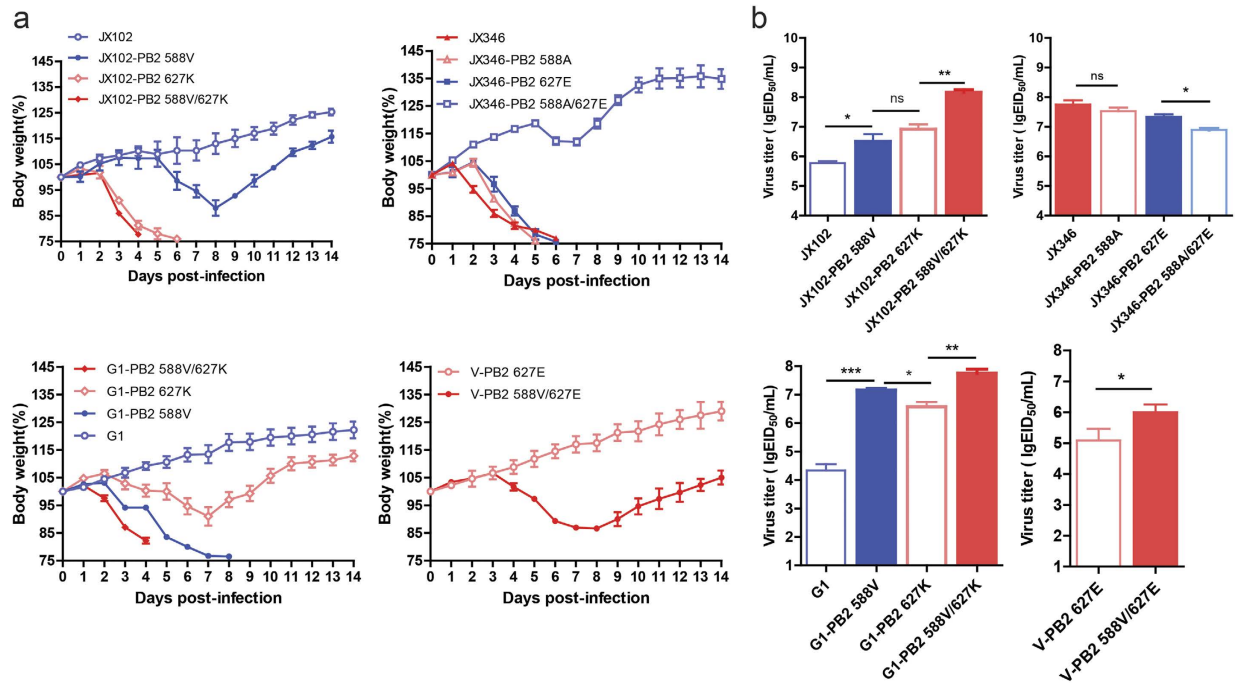 a
JX102
JX102-PB2 588V
JX102-PB2 627K
JX102-PB2 588V/627K
Body weight(%)
145
135
125
115
105
95
85
75
0 1 2 3 4 5 6 7 8 9 10 11 12 13 14
Days post-infection
JX346
JX346-PB2 588A
JX346-PB2 627E
JX346-PB2 588A/627E
Body weight(%)
145
135
125
115
105
95
85
75
0 1 2 3 4 5 6 7 8 9 10 11 12 13 14
Days post-infection
G1-PB2 588V/627K
G1-PB2 627K
G1-PB2 588V
G1
Body weight(%)
145
135
125
115
105
95
85
75
0 1 2 3 4 5 6 7 8 9 10 11 12 13 14
Days post-infection
V-PB2 627E
V-PB2 588V/627E
Body weight(%)
145
135
125
115
105
95
85
75
0 1 2 3 4 5 6 7 8 9 10 11 12 13 14
Days post-infection
b
Virus titer ( lgEID50/mL)
10
9
8
7
6
5
4
*
ns
**
JX102
JX102-PB2 588V
JX102-PB2 627K
JX102-PB2 588V/627K
Virus titer ( lgEID50/mL)
10
9
8
7
6
5
4
ns
*
JX346
JX346-PB2 588A
JX346-PB2 627E
JX346-PB2 588A/627E
Virus titer ( lgEID50/mL)
8
7
6
5
4
3
2
1
***
*
**
G1
G1-PB2 588V
G1-PB2 627K
G1-PB2 588V/627K
Virus titer ( lgEID50/mL)
8
7
6
5
4
3
2
1
*
V-PB2 627E
V-PB2 588V/627E